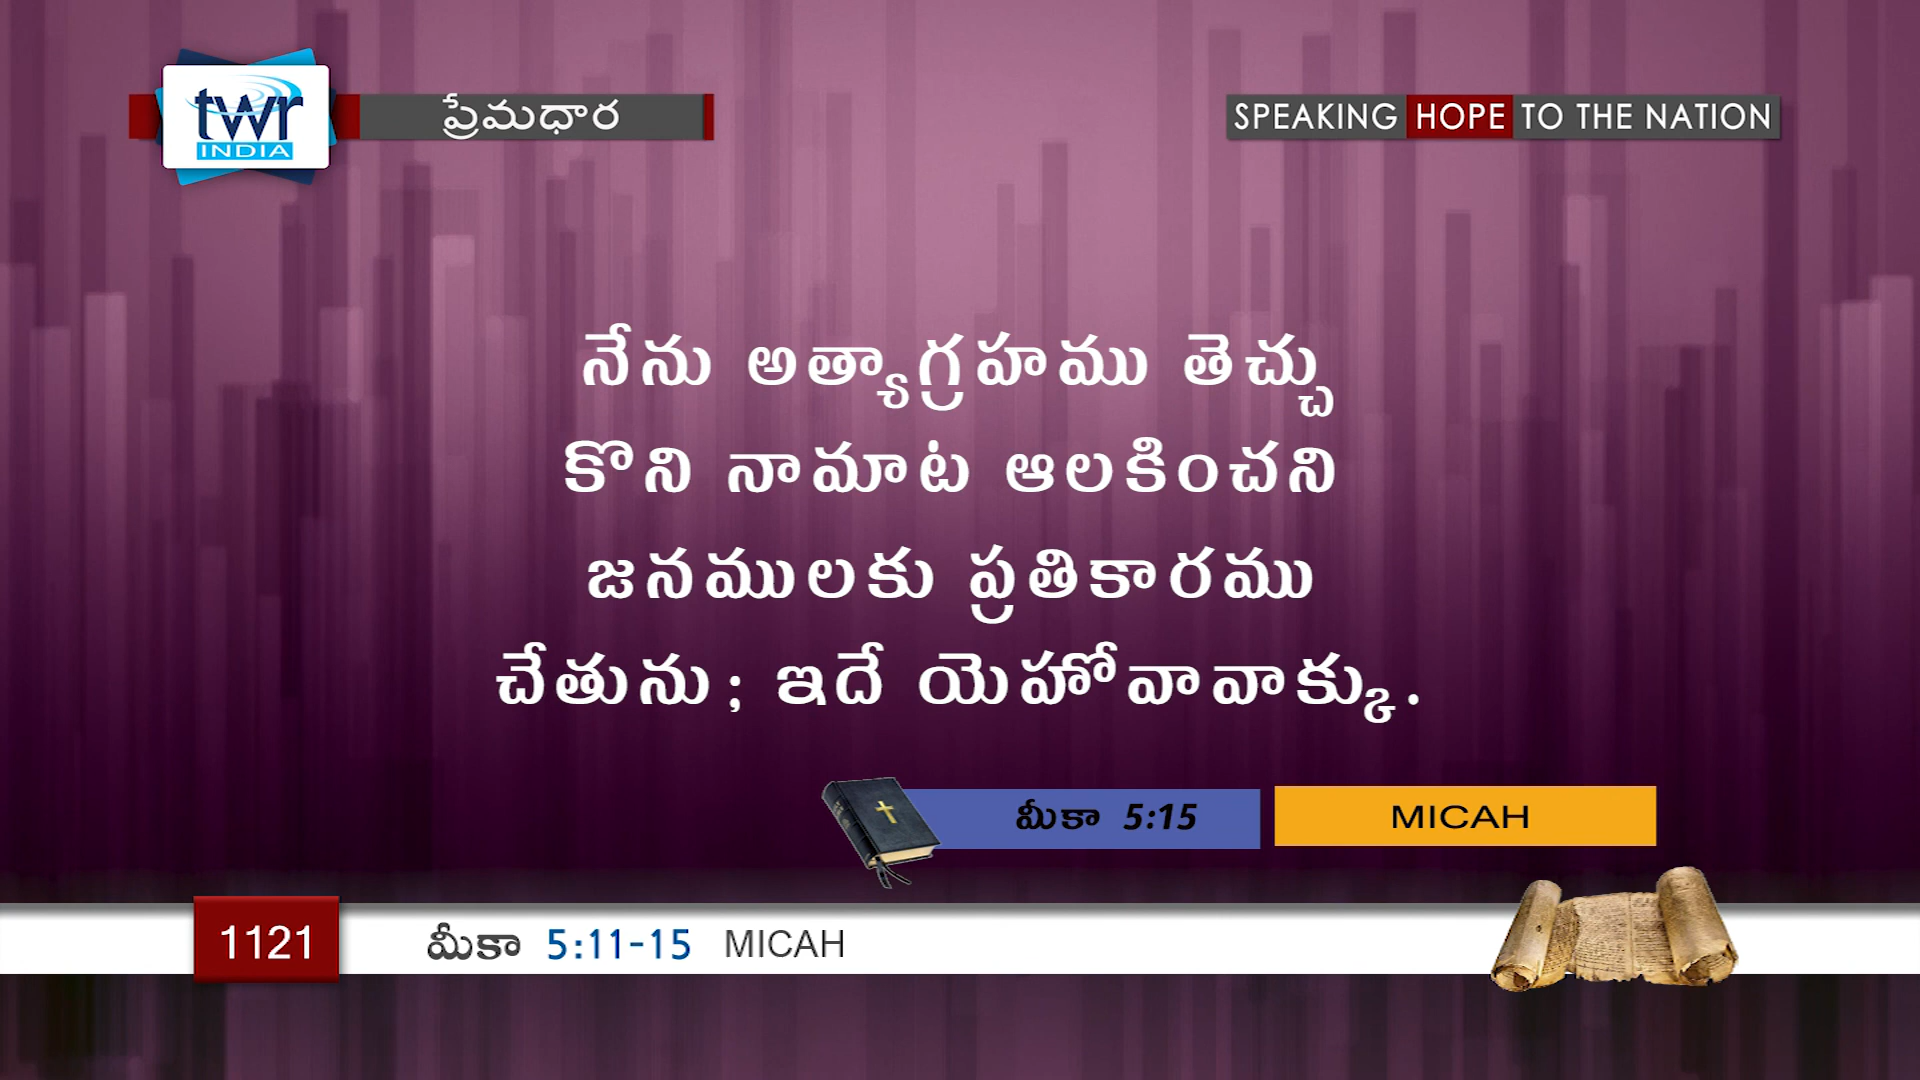 twr
INDIA
ప్రేమధార
SPEAKING HOPE TO THE NATION
నేను అత్యాగ్రహము తెచ్చు
కొని నామాట ఆలకించని
జనములకు ప్రతికారము
చేతును; ఇదే యెహోవావాక్కు.
మీకా 5:15
MICAH
1121
మీకా 5:11-15 MICAH